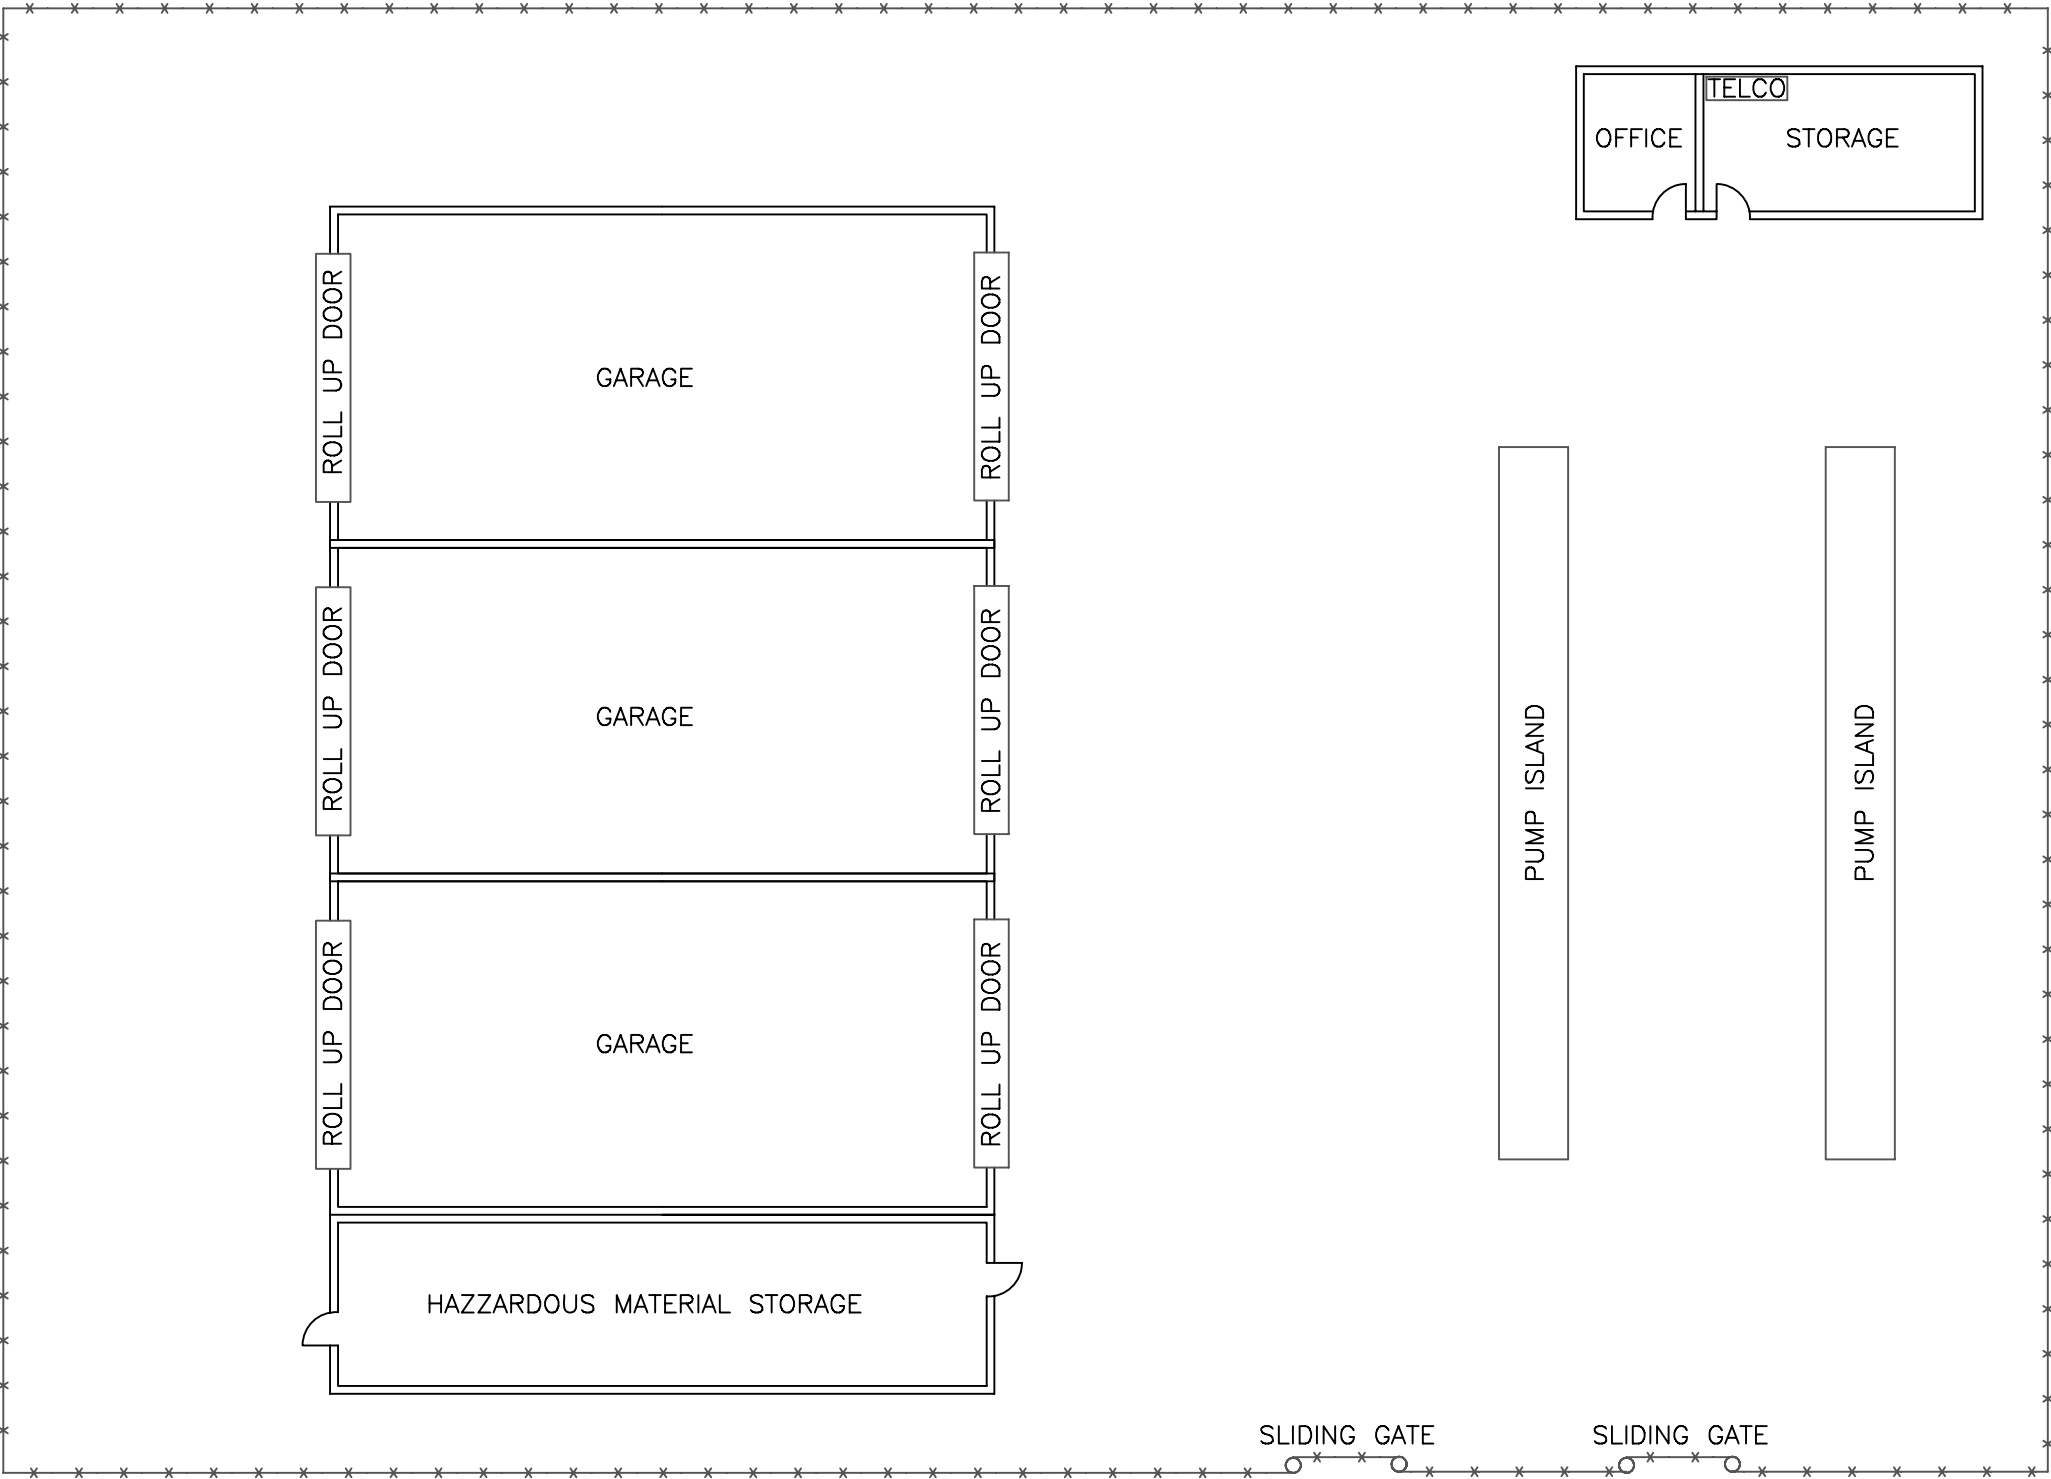 TELCO
OFFICE
STORAGE
ROLL UP DOOR
GARAGE
ROLL UP DOOR
ROLL UP DOOR
GARAGE
ROLL UP DOOR
PUMP ISLAND
PUMP ISLAND
ROLL UP DOOR
GARAGE
ROLL UP DOOR
HAZZARDOUS MATERIAL STORAGE
SLIDING GATE
SLIDING GATE